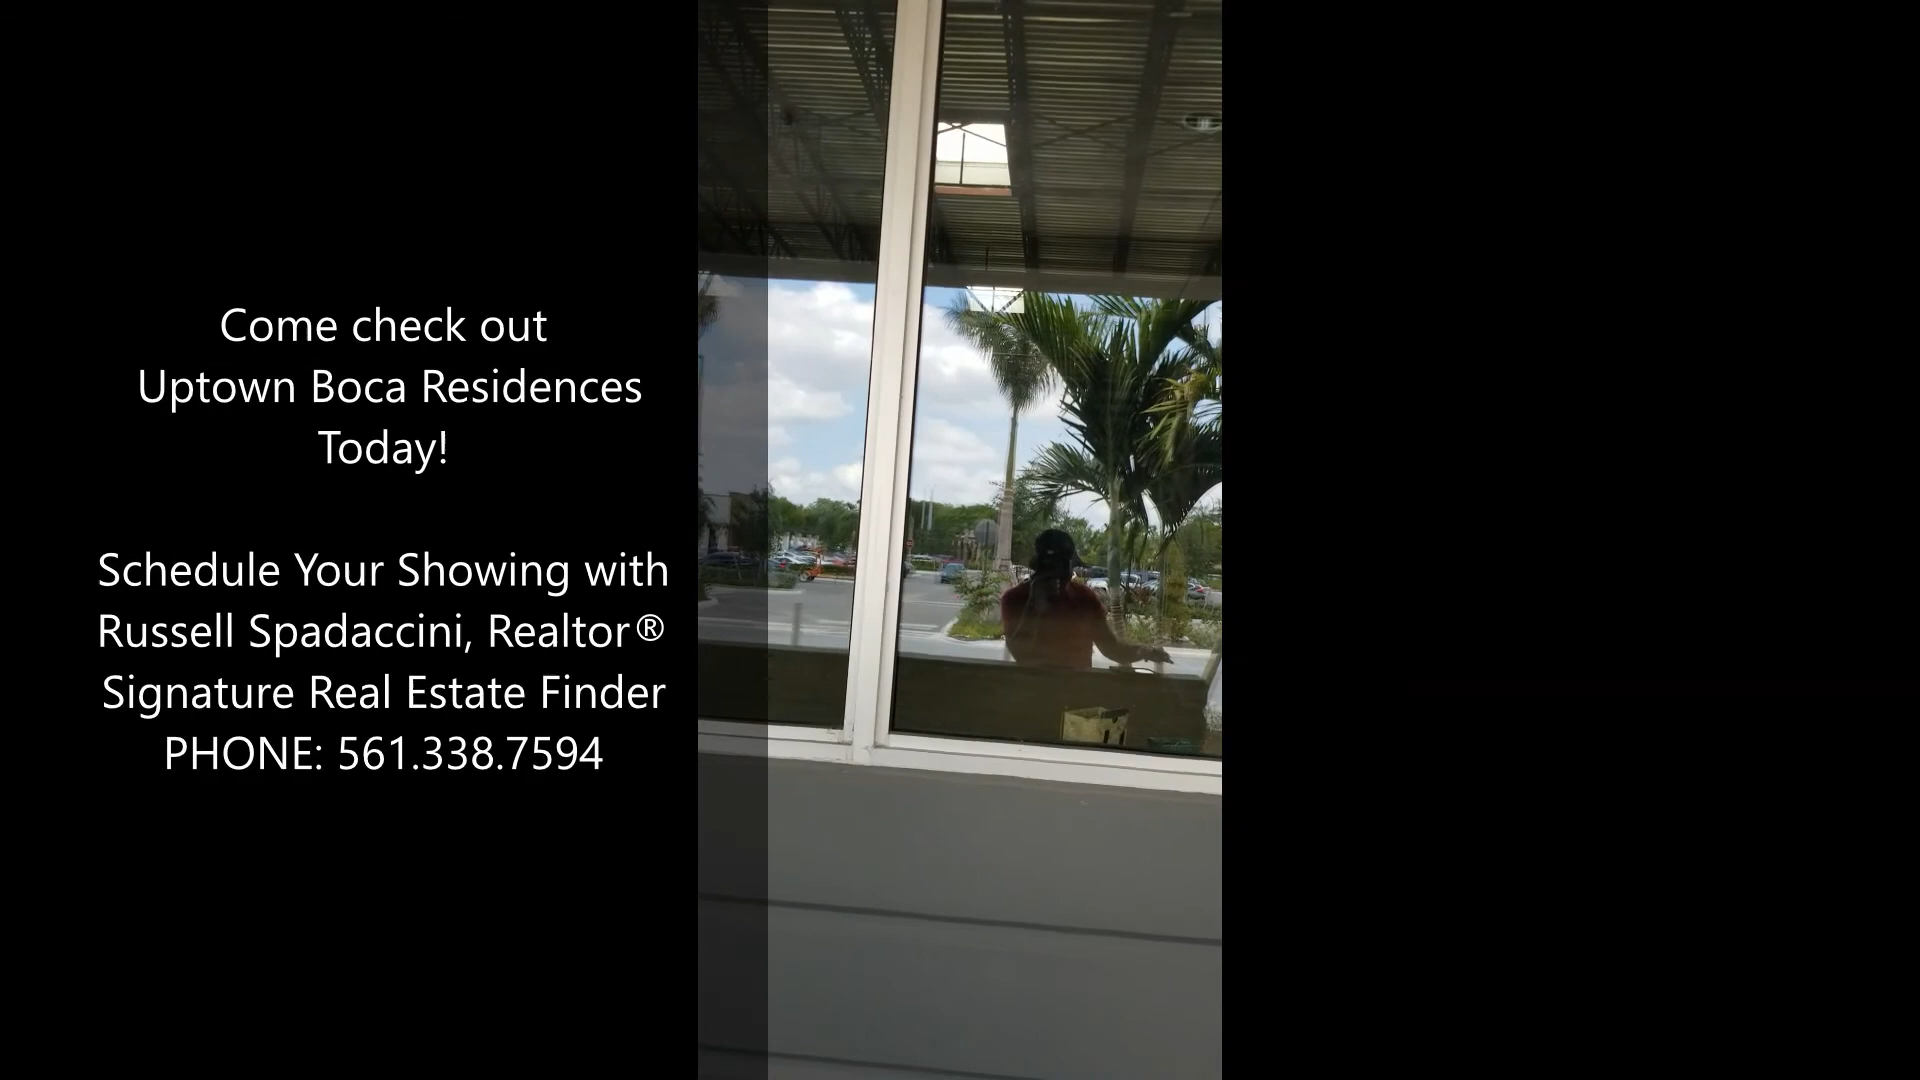 Come check out
Uptown Boca Residences
Today!
Schedule Your Showing with
Russell Spadaccini, Realtor®
Signature Real Estate Finder
PHONE: 561.338.7594